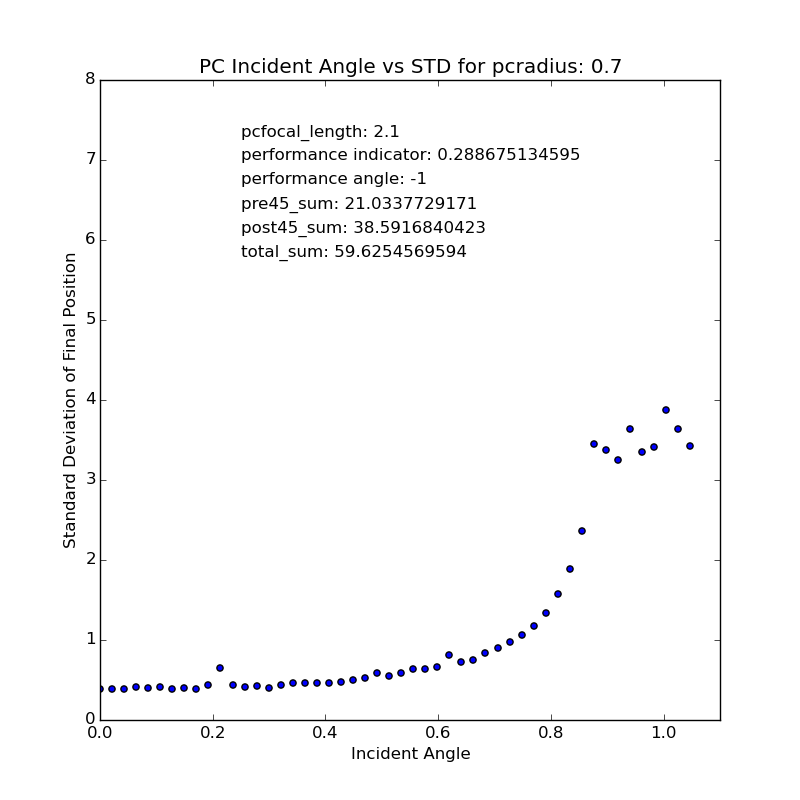 PC Incident Angle vs STD for pcradius: 0.7
8
7
6
5
4
3
2
1
0
pcfocal_length: 2.1
performance indicator: 0.288675134595
performance angle: -1
pre45_sum: 21.0337729171
post45_sum: 38.5916840423
total_sum: 59.6254569594
Standard Deviation of Final Position
0.0 0.2 0.4 0.6 0.8 1.0
Incident Angle